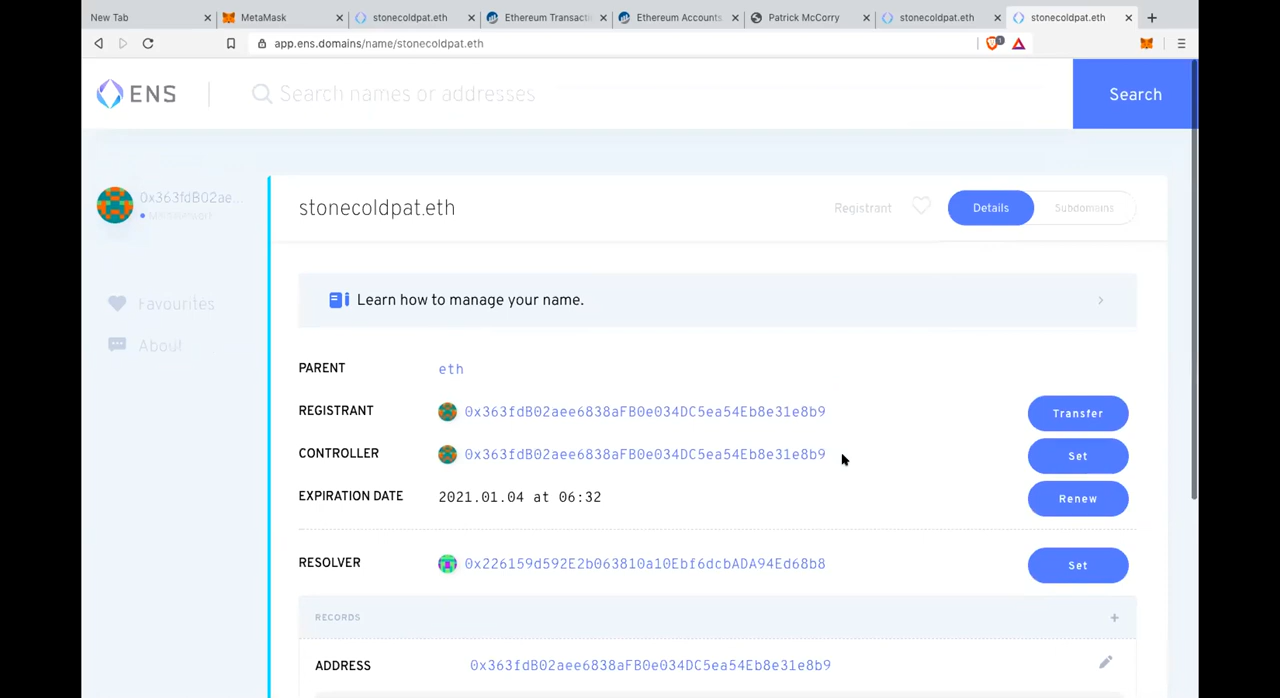 New Tab
MetaMask
stonecoldpat
Ethereum Transacti
Ethereum Accounts
Patrick McCorry
stonecoldpat
stonecoldpat
app.ens.domains/name/stonecoldpat.eth
ENS
Search names or addresses
Search
0x363fdB02ae...
stonecoldpat.eth
Registrant
Details
Subdomains
Learn how to manage your name.
Favourites
About
PARENT eth
REGISTRANT 0x363fdB02aee6838aFB0e034DC5ea54Eb8e31e8b9 Transfer
CONTROLLER 0x363fdB02aee6838aFB0e034DC5ea54Eb8e31e8b9 Set
EXPIRATION DATE 2021.01.04 at 06:32 Renew
RESOLVER 0x226159d592E2b063810a10Ebf6dcbADA94Ed68b8 Set
RECORDS +
ADDRESS 0x363fdB02aee6838aFB0e034DC5ea54Eb8e31e8b9